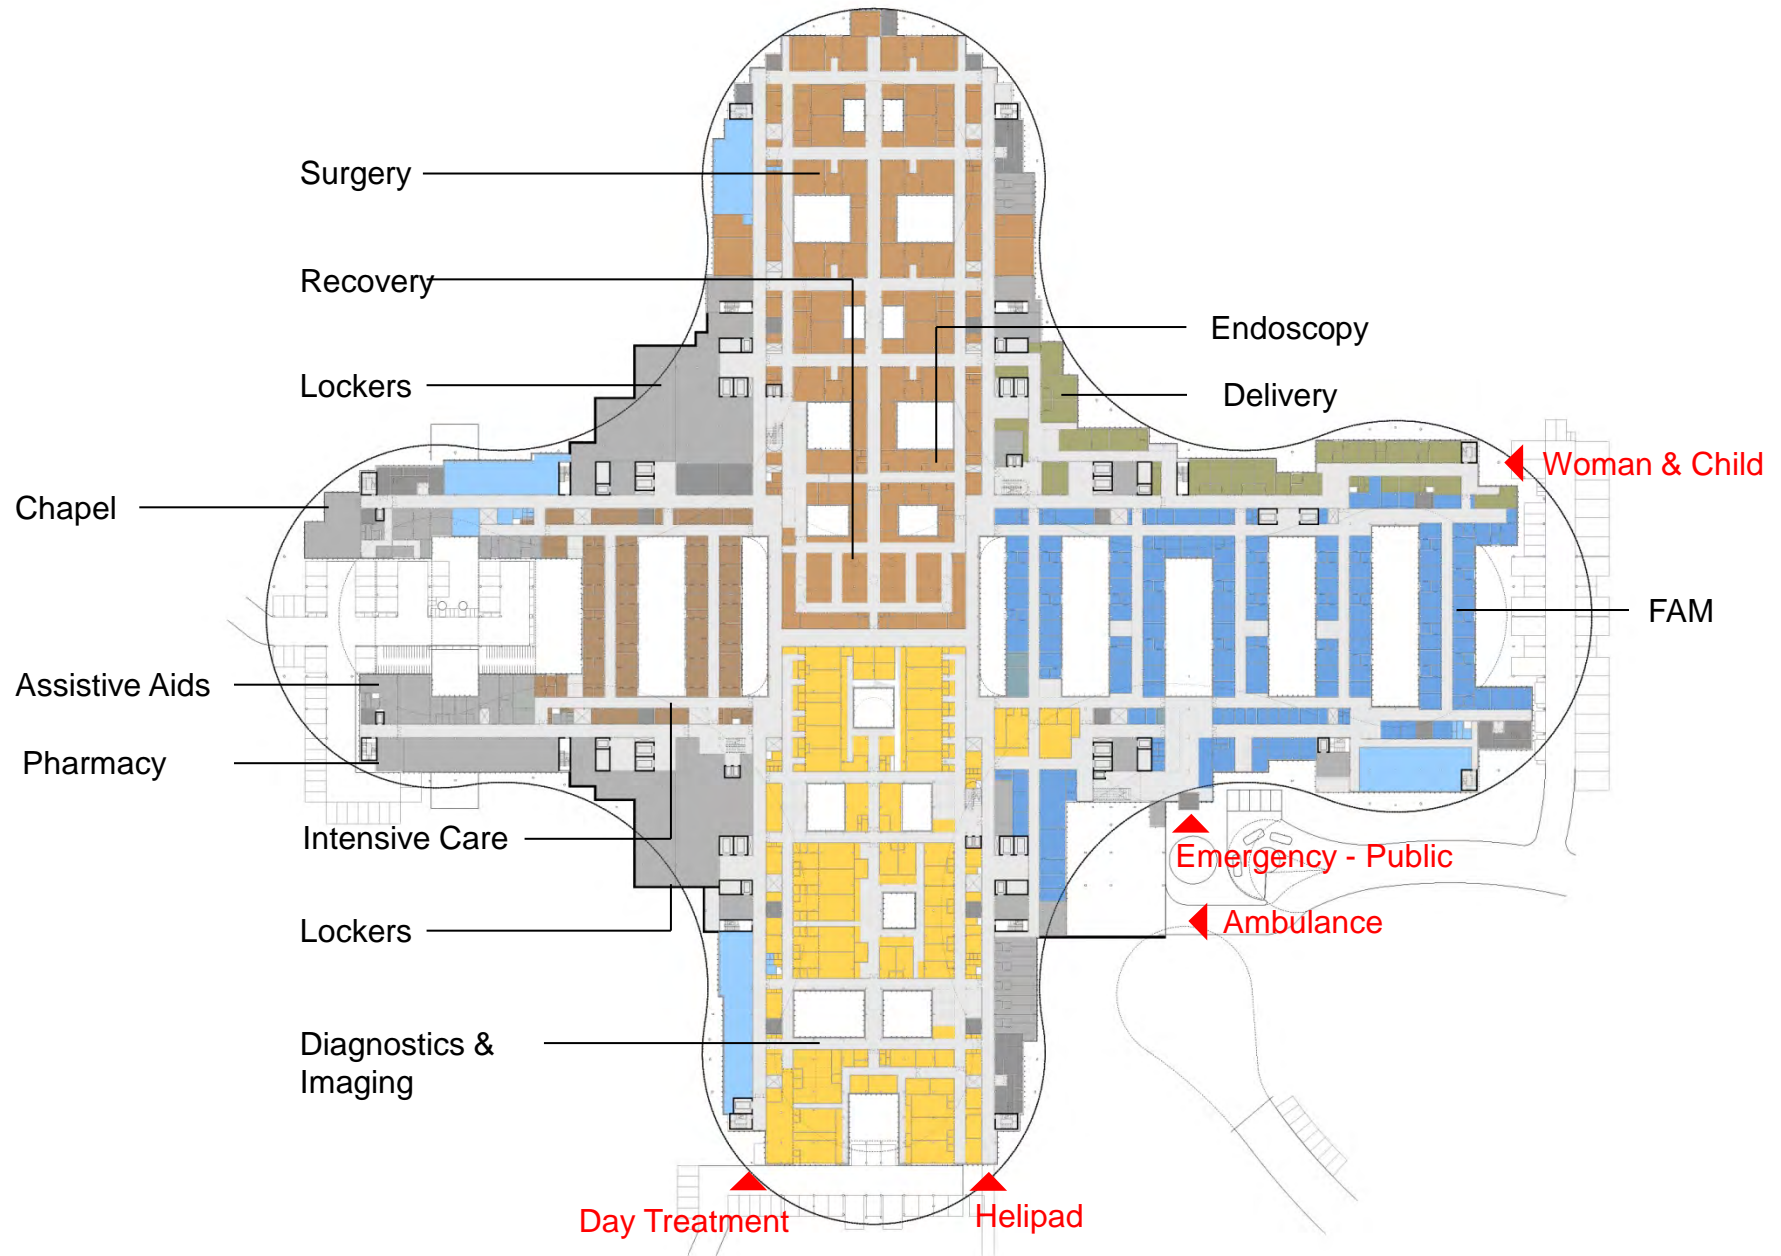 Surgery
Recovery
Endoscopy
Lockers
Delivery
Woman & Child
Chapel
FAM
Assistive Aids
Pharmacy
Intensive Care
Emergency - Public
Lockers
Ambulance
Diagnostics &
Imaging
Day Treatment
Helipad